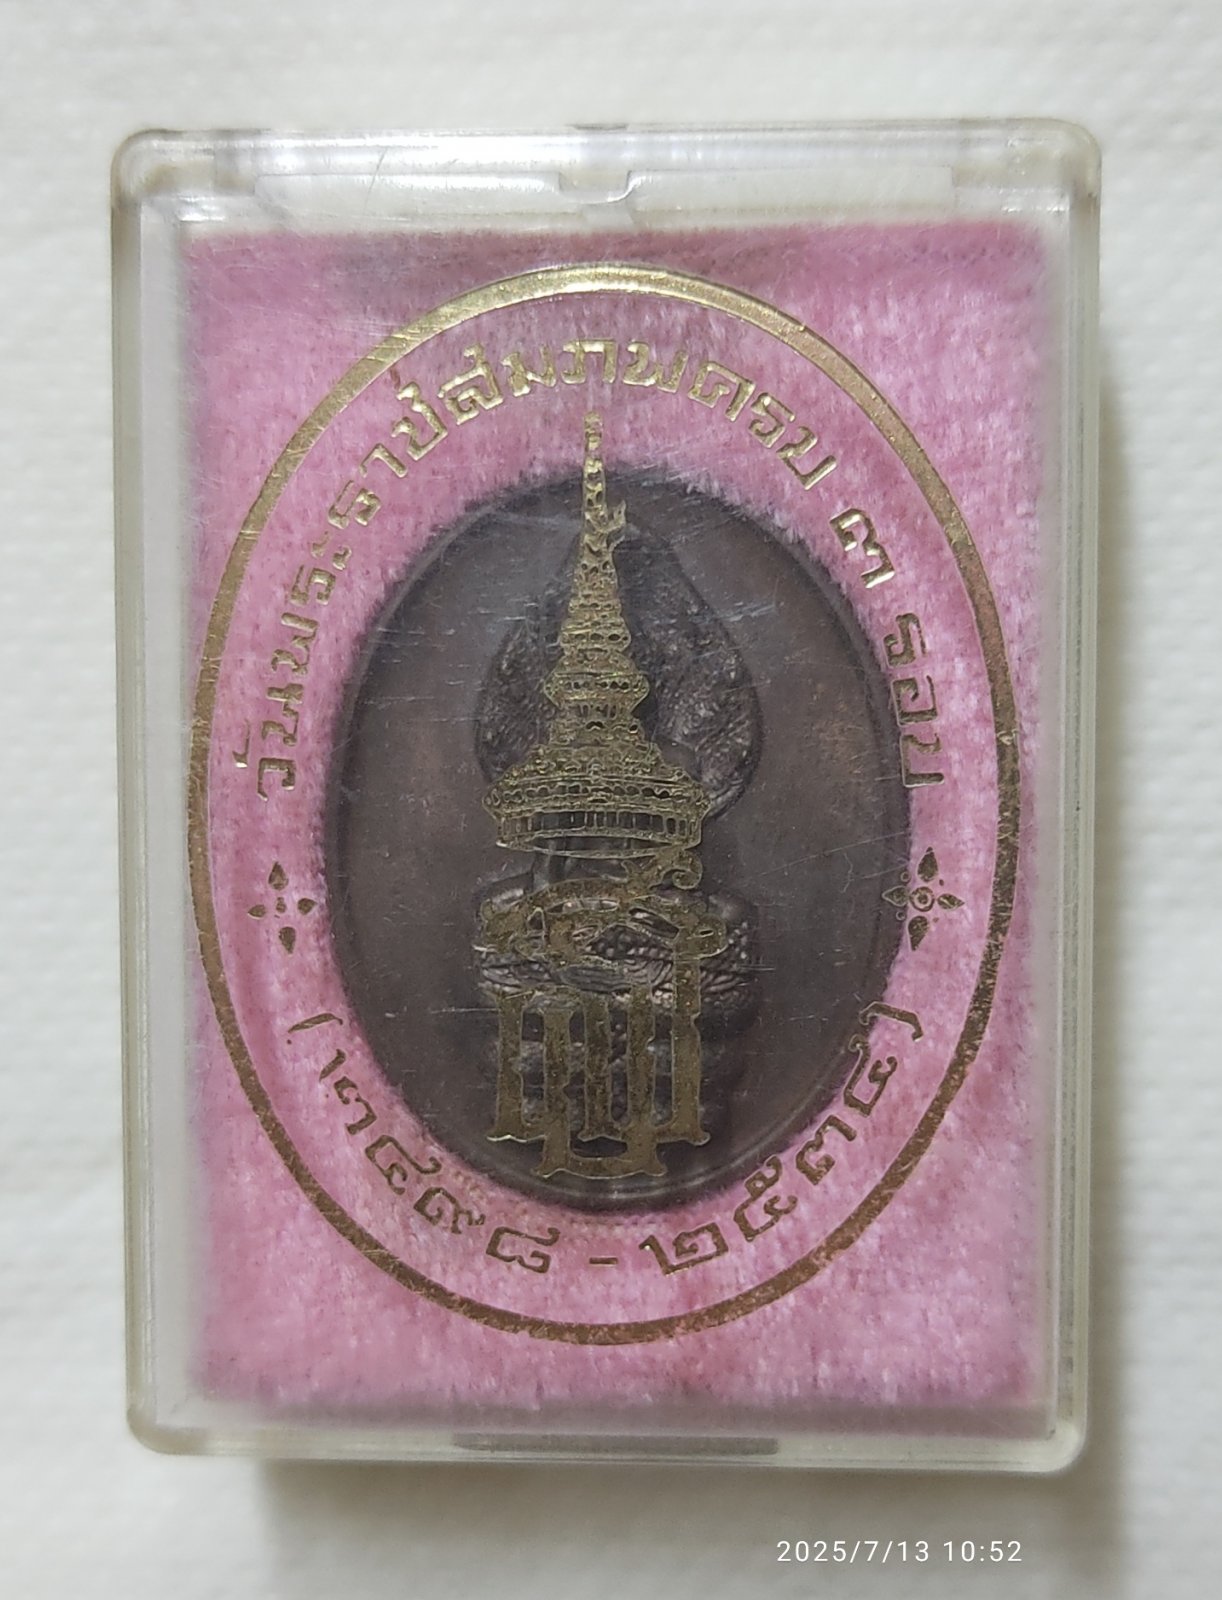 วันพระราชสมภพครบ ๓ รอบ
(๒๔๙๘ - ๒๕๓๔)
2025/7/13 10:52